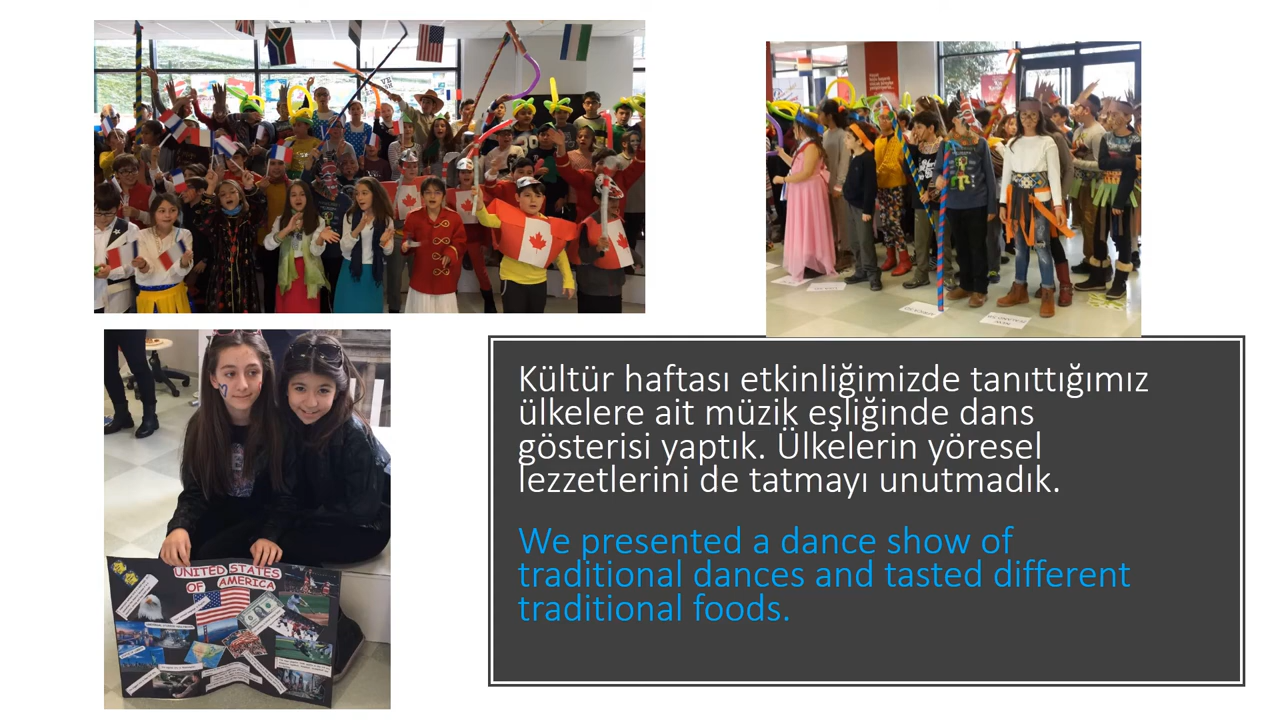 Kültür haftası etkinliğimizde tanıttığımız
ülkelere ait müzik eşliğinde dans
gösterisi yaptık. Ülkelerin yöresel
lezzetlerini de tatmayı unutmadık.
We presented a dance show of
traditional dances and tasted different
traditional foods.
UNITED STATES
OF AMERICA